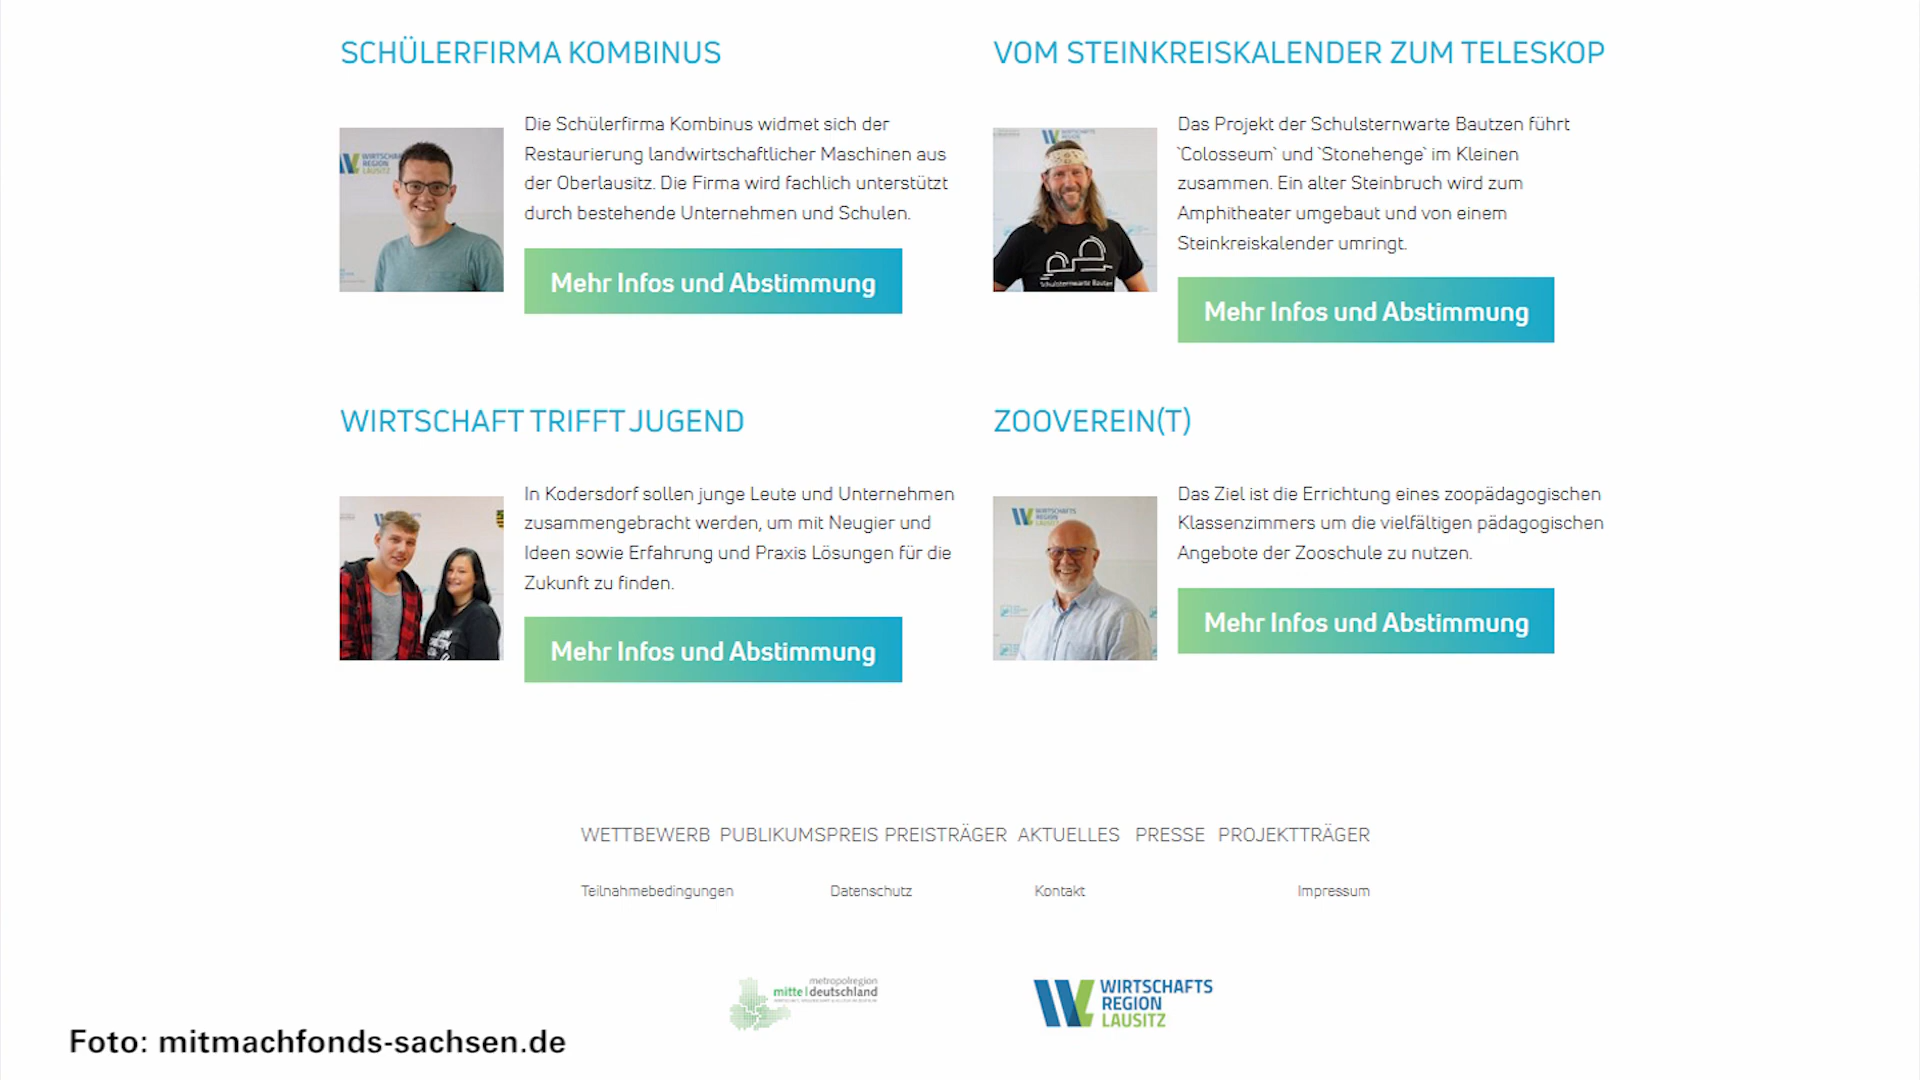 SCHÜLERFIRMA KOMBINUS
Die Schülerfirma Kombinus widmet sich der
Restaurierung landwirtschaftlicher Maschinen aus
der Oberlausitz. Die Firma wird fachlich unterstützt
durch bestehende Unternehmen und Schulen.
Mehr Infos und Abstimmung
VOM STEINKREISKALENDER ZUM TELESKOP
Das Projekt der Schulsternwarte Bautzen führt
`Colosseum` und `Stonehenge` im Kleinen
zusammen. Ein alter Steinbruch wird zum
Amphitheater umgebaut und von einem
Steinkreiskalender umringt.
Mehr Infos und Abstimmung
WIRTSCHAFT TRIFFT JUGEND
In Kodersdorf sollen junge Leute und Unternehmen
zusammengebracht werden, um mit Neugier und
Ideen sowie Erfahrung und Praxis Lösungen für die
Zukunft zu finden.
Mehr Infos und Abstimmung
ZOOVEREIN(T)
WIRTSCHAFTS
REGION
LAUSITZ
Das Ziel ist die Errichtung eines zoopädagogischen
Klassenzimmers um die vielfältigen pädagogischen
Angebote der Zooschule zu nutzen.
Mehr Infos und Abstimmung
WETTBEWERB PUBLIKUMSPREIS PREISTRÄGER AKTUELLES PRESSE PROJEKTTRÄGER
Teilnahmebedingungen Datenschutz Kontakt Impressum
metropolregion
mitte|deutschland
WIRTSCHAFTS
REGION
LAUSITZ
Foto: mitmachfonds-sachsen.de